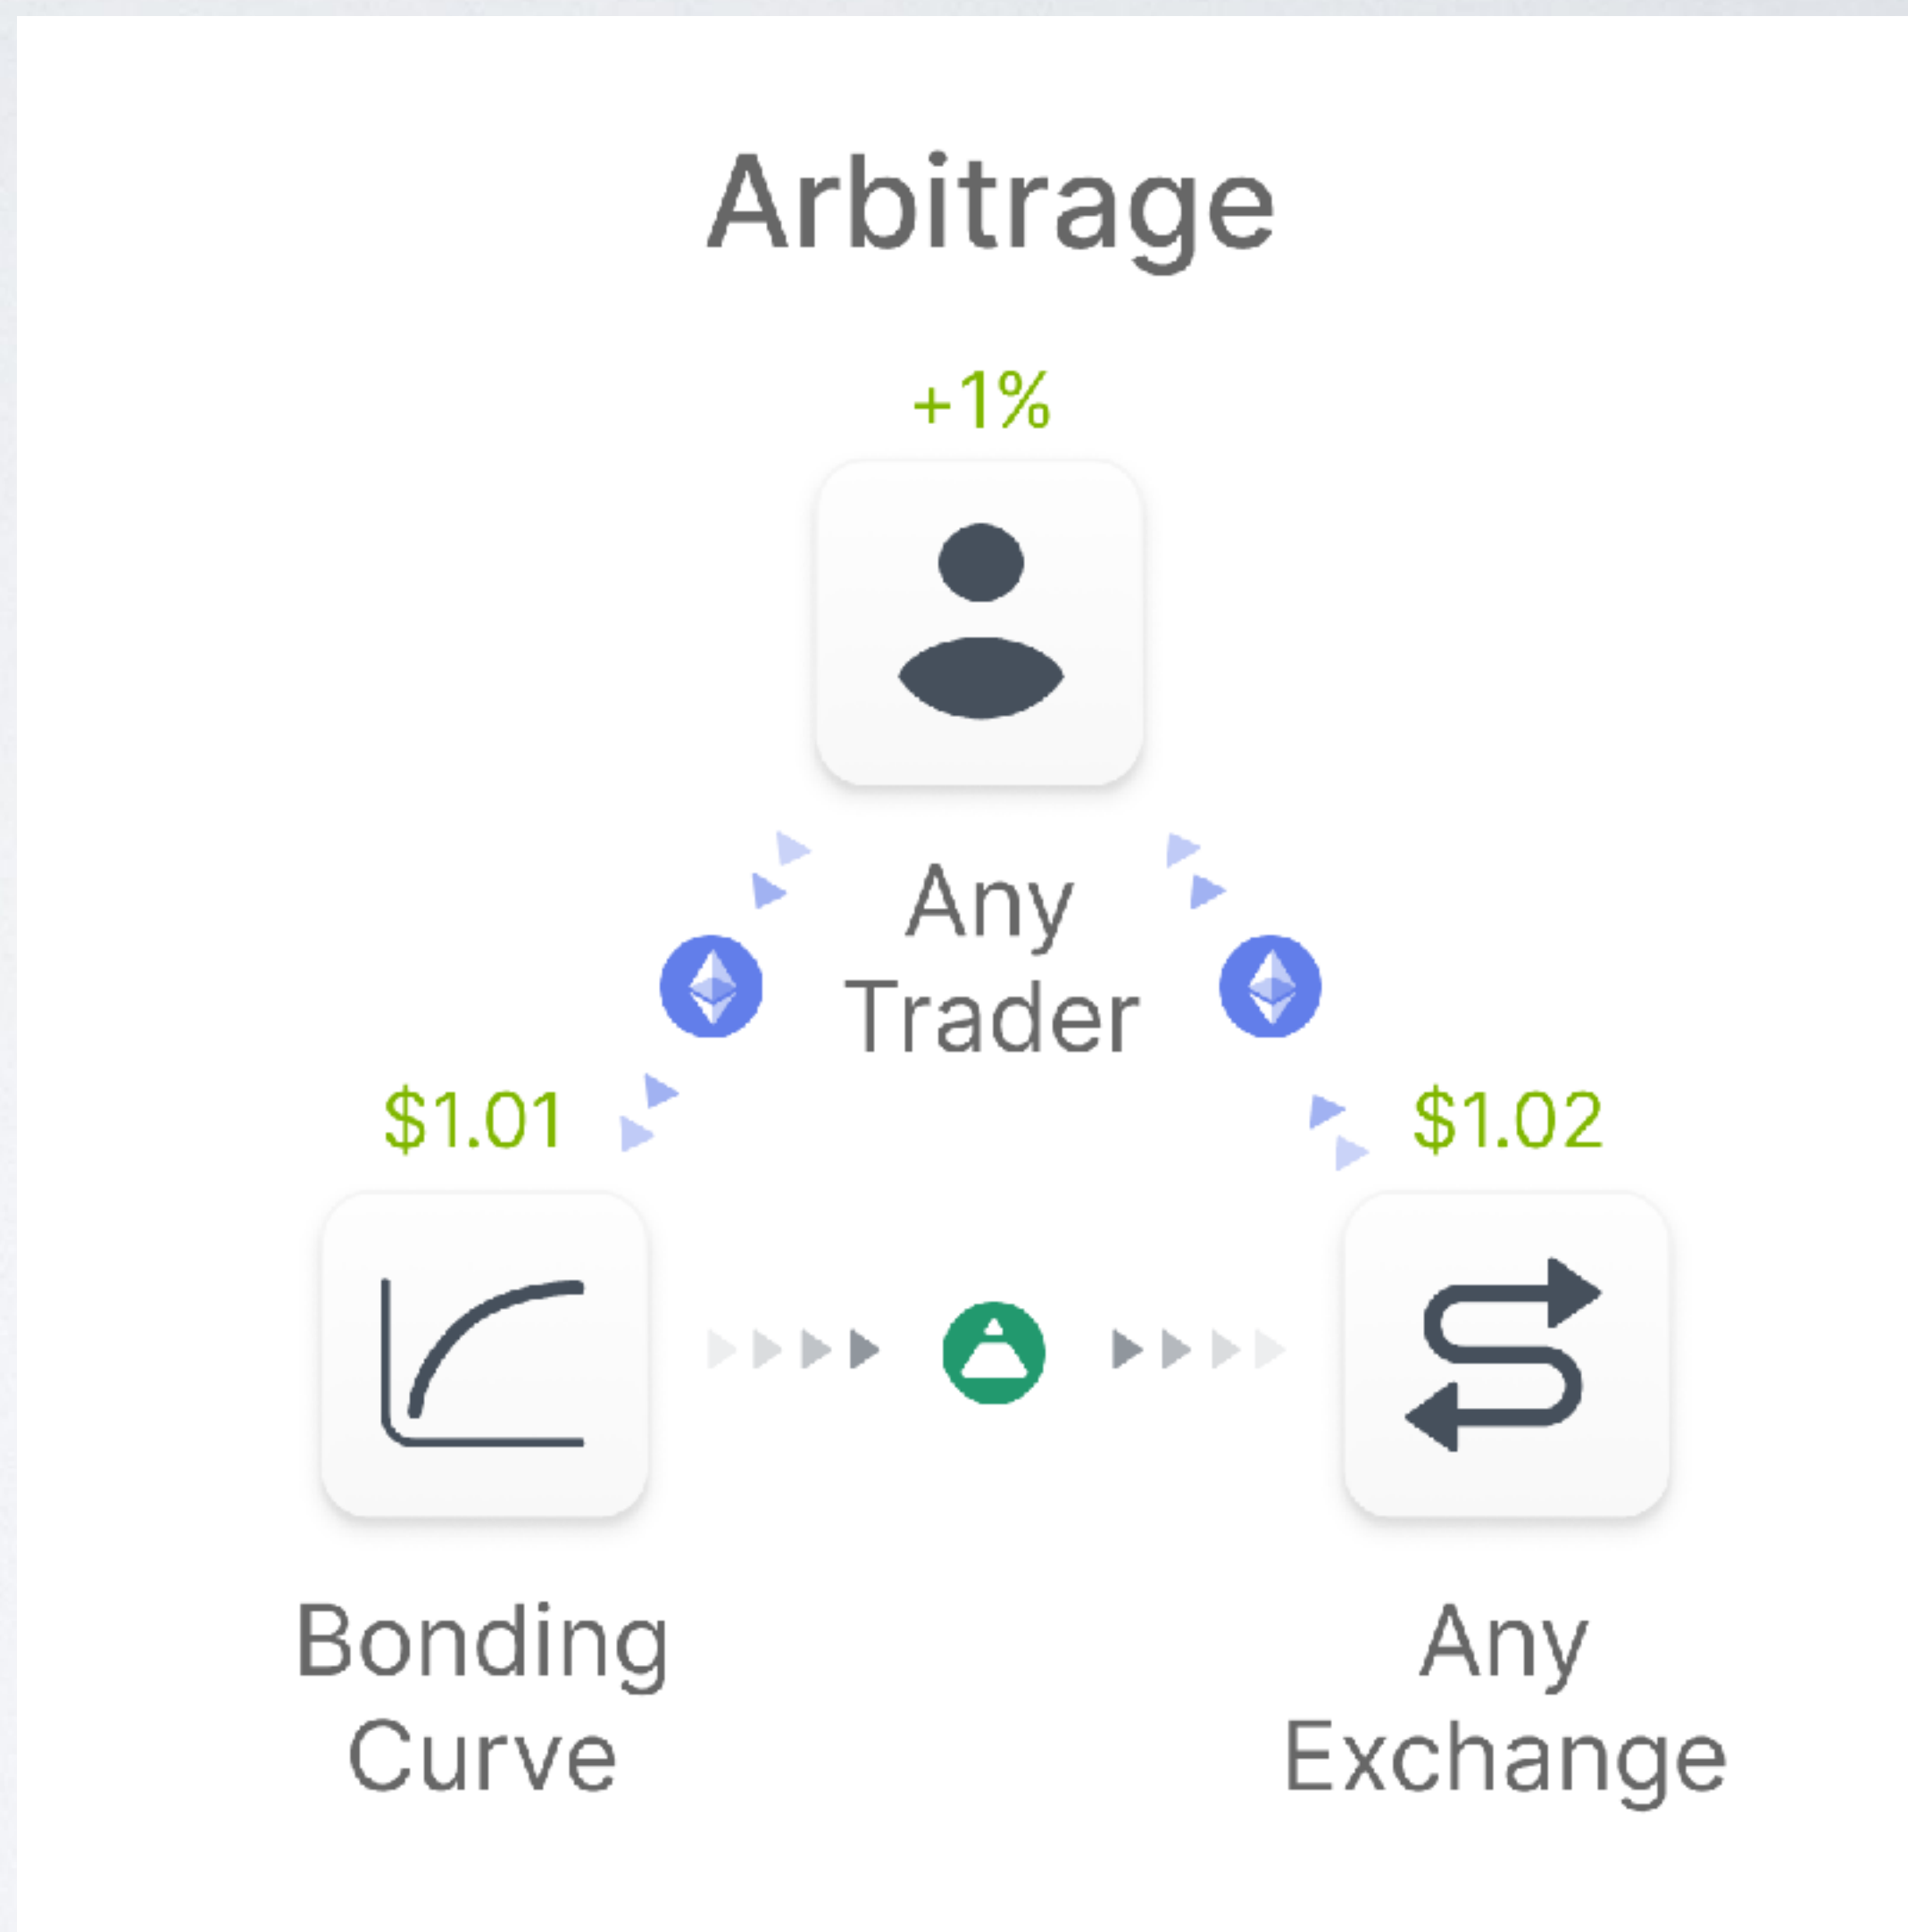 Arbitrage
+1%
Any
Trader
$1.01
$1.02
Bonding
Curve
Any
Exchange